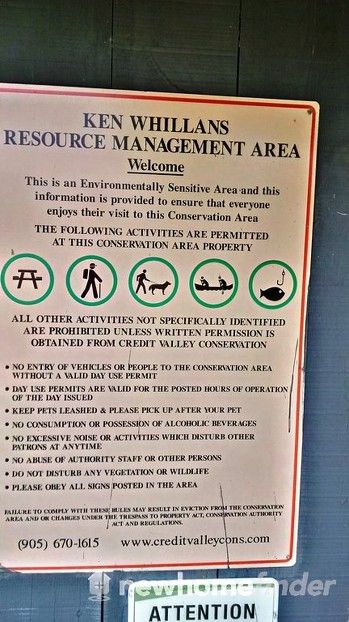 KEN WHILLANS
RESOURCE MANAGEMENT AREA
Welcome
This is an Environmentally Sensitive Area and this
information is provided to ensure that everyone
enjoys their visit to this Conservation Area
THE FOLLOWING ACTIVITIES ARE PERMITTED
AT THIS CONSERVATION AREA PROPERTY
ALL OTHER ACTIVITIES NOT SPECIFICALLY IDENTIFIED
ARE PROHIBITED UNLESS WRITTEN PERMISSION IS
OBTAINED FROM CREDIT VALLEY CONSERVATION
• NO ENTRY OF VEHICLES OR PEOPLE TO THE CONSERVATION AREA
WITHOUT A VALID DAY USE PERMIT
• DAY USE PERMITS ARE VALID FOR THE POSTED HOURS OF OPERATION
OF THE DAY ISSUED
• KEEP PETS LEASHED & PLEASE PICK UP AFTER YOUR PET
• NO CONSUMPTION OR POSSESSION OF ALCOHOLIC BEVERAGES
• NO EXCESSIVE NOISE OR ACTIVITIES WHICH DISTURB OTHER
PATRONS AT ANYTIME
• NO ABUSE OF AUTHORITY STAFF OR OTHER PERSONS
• DO NOT DISTURB ANY VEGETATION OR WILDLIFE
• PLEASE OBEY ALL SIGNS POSTED IN THE AREA
FAILURE TO COMPLY WITH THESE RULES MAY RESULT IN EVICTION FROM THE CONSERVATION
AREA AND OR CHARGES UNDER THE TRESPASS TO PROPERTY ACT, CONSERVATION AUTHORITY
ACT AND REGULATIONS.
(905) 670-1615 www.creditvalleycons.com
newhomefinder
ATTENTION